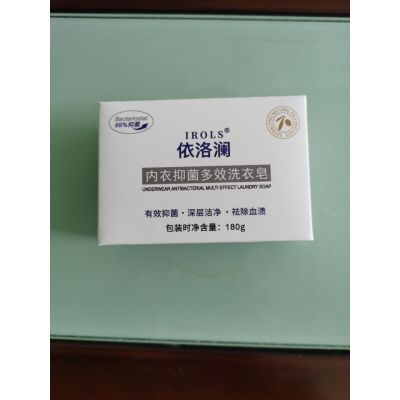 Bacteriostat
99%抑菌
IROLS®
依洛澜
内衣抑菌多效洗衣皂
UNDERWEAR ANTIBACTERIAL MULTI-EFFECT LAUNDRY SOAP
有效抑菌·深层洁净·祛除血渍
包装时净含量：180g